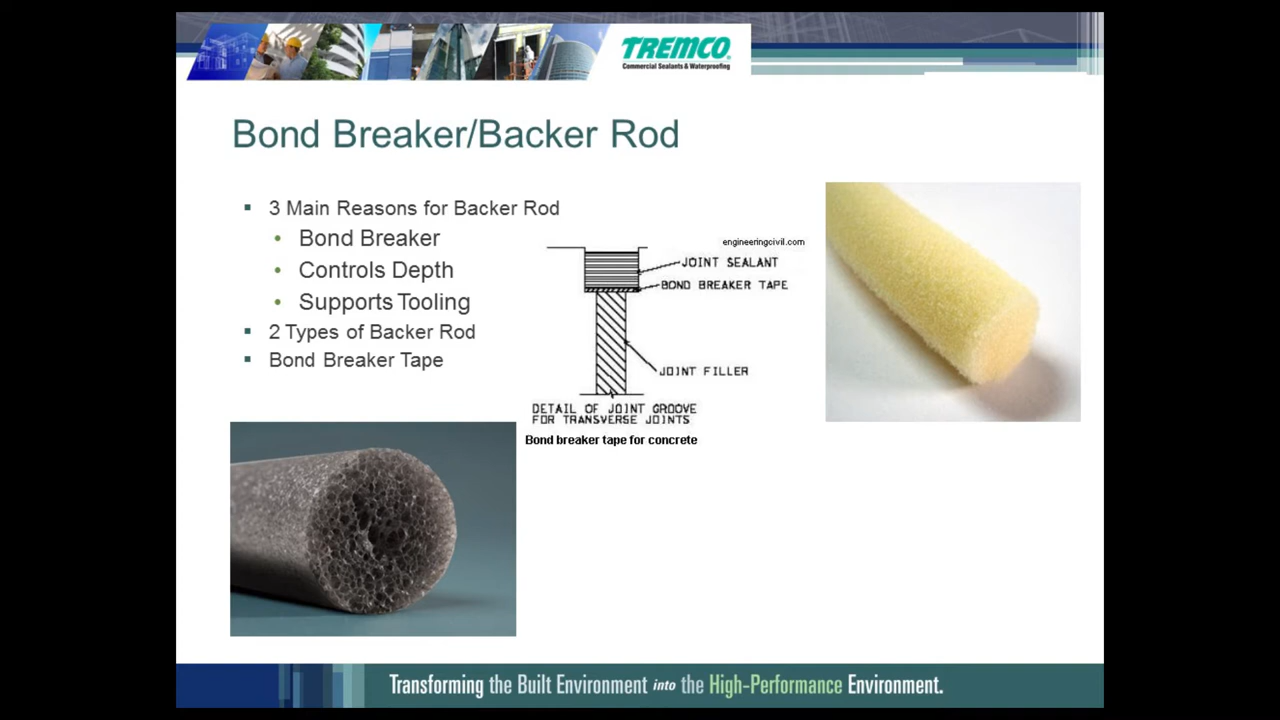 TREMCO
Commercial Sealants & Waterproofing
Bond Breaker/Backer Rod
3 Main Reasons for Backer Rod
Bond Breaker
Controls Depth
Supports Tooling
2 Types of Backer Rod
Bond Breaker Tape
engineeringcivil.com
JOINT SEALANT
BOND BREAKER TAPE
JOINT FILLER
DETAIL OF JOINT GROOVE
FOR TRANSVERSE JOINTS
Bond breaker tape for concrete
Transforming the Built Environment into the High-Performance Environment.